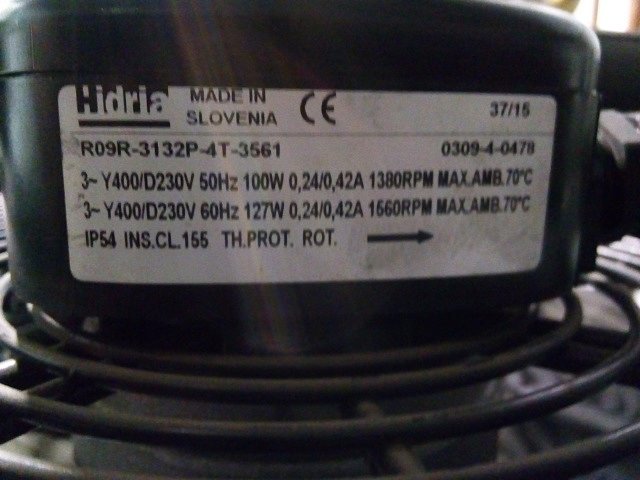 Hidria MADE IN SLOVENIA CE 37/15
R09R-3132P-4T-3561 0309-4-0478
3~ Y400/D230V 50Hz 100W 0,24/0,42A 1380RPM MAX.AMB.70°C
3~ Y400/D230V 60Hz 127W 0,24/0,42A 1560RPM MAX.AMB.70°C
IP54 INS.CL.155 TH.PROT. ROT.